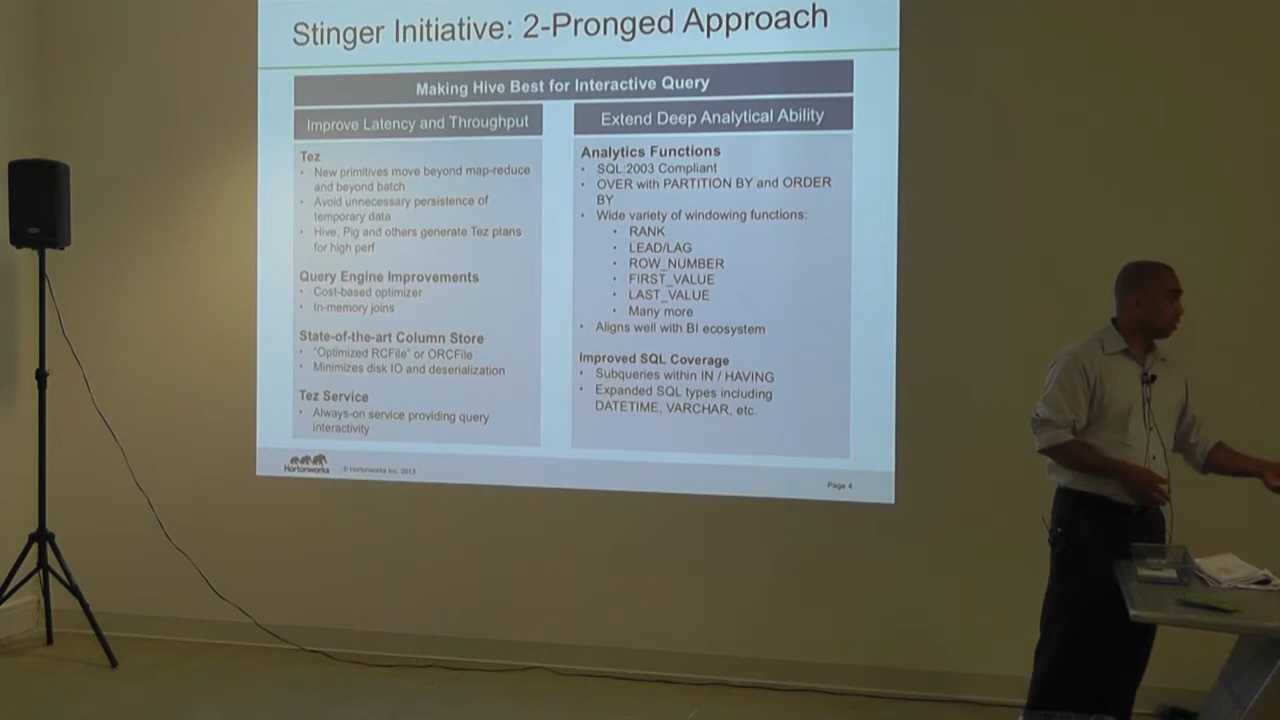 Stinger Initiative: 2-Pronged Approach
Making Hive Best for Interactive Query
Improve Latency and Throughput
Tez
• New primitives move beyond map-reduce
and beyond batch
• Avoid unnecessary persistence of
temporary data
• Hive, Pig and others generate Tez plans
for high perf
Query Engine Improvements
• Cost-based optimizer
• In-memory joins
State-of-the-art Column Store
• "Optimized RCFile" or ORCFile
• Minimizes disk IO and deserialization
Tez Service
• Always-on service providing query
interactivity
Extend Deep Analytical Ability
Analytics Functions
• SQL:2003 Compliant
• OVER with PARTITION BY and ORDER
BY
• Wide variety of windowing functions:
• RANK
• LEAD/LAG
• ROW_NUMBER
• FIRST_VALUE
• LAST_VALUE
• Many more
• Aligns well with BI ecosystem
Improved SQL Coverage
• Subqueries within IN / HAVING
• Expanded SQL types including
DATETIME, VARCHAR, etc.
Hortonworks
© Hortonworks Inc. 2013
Page 4